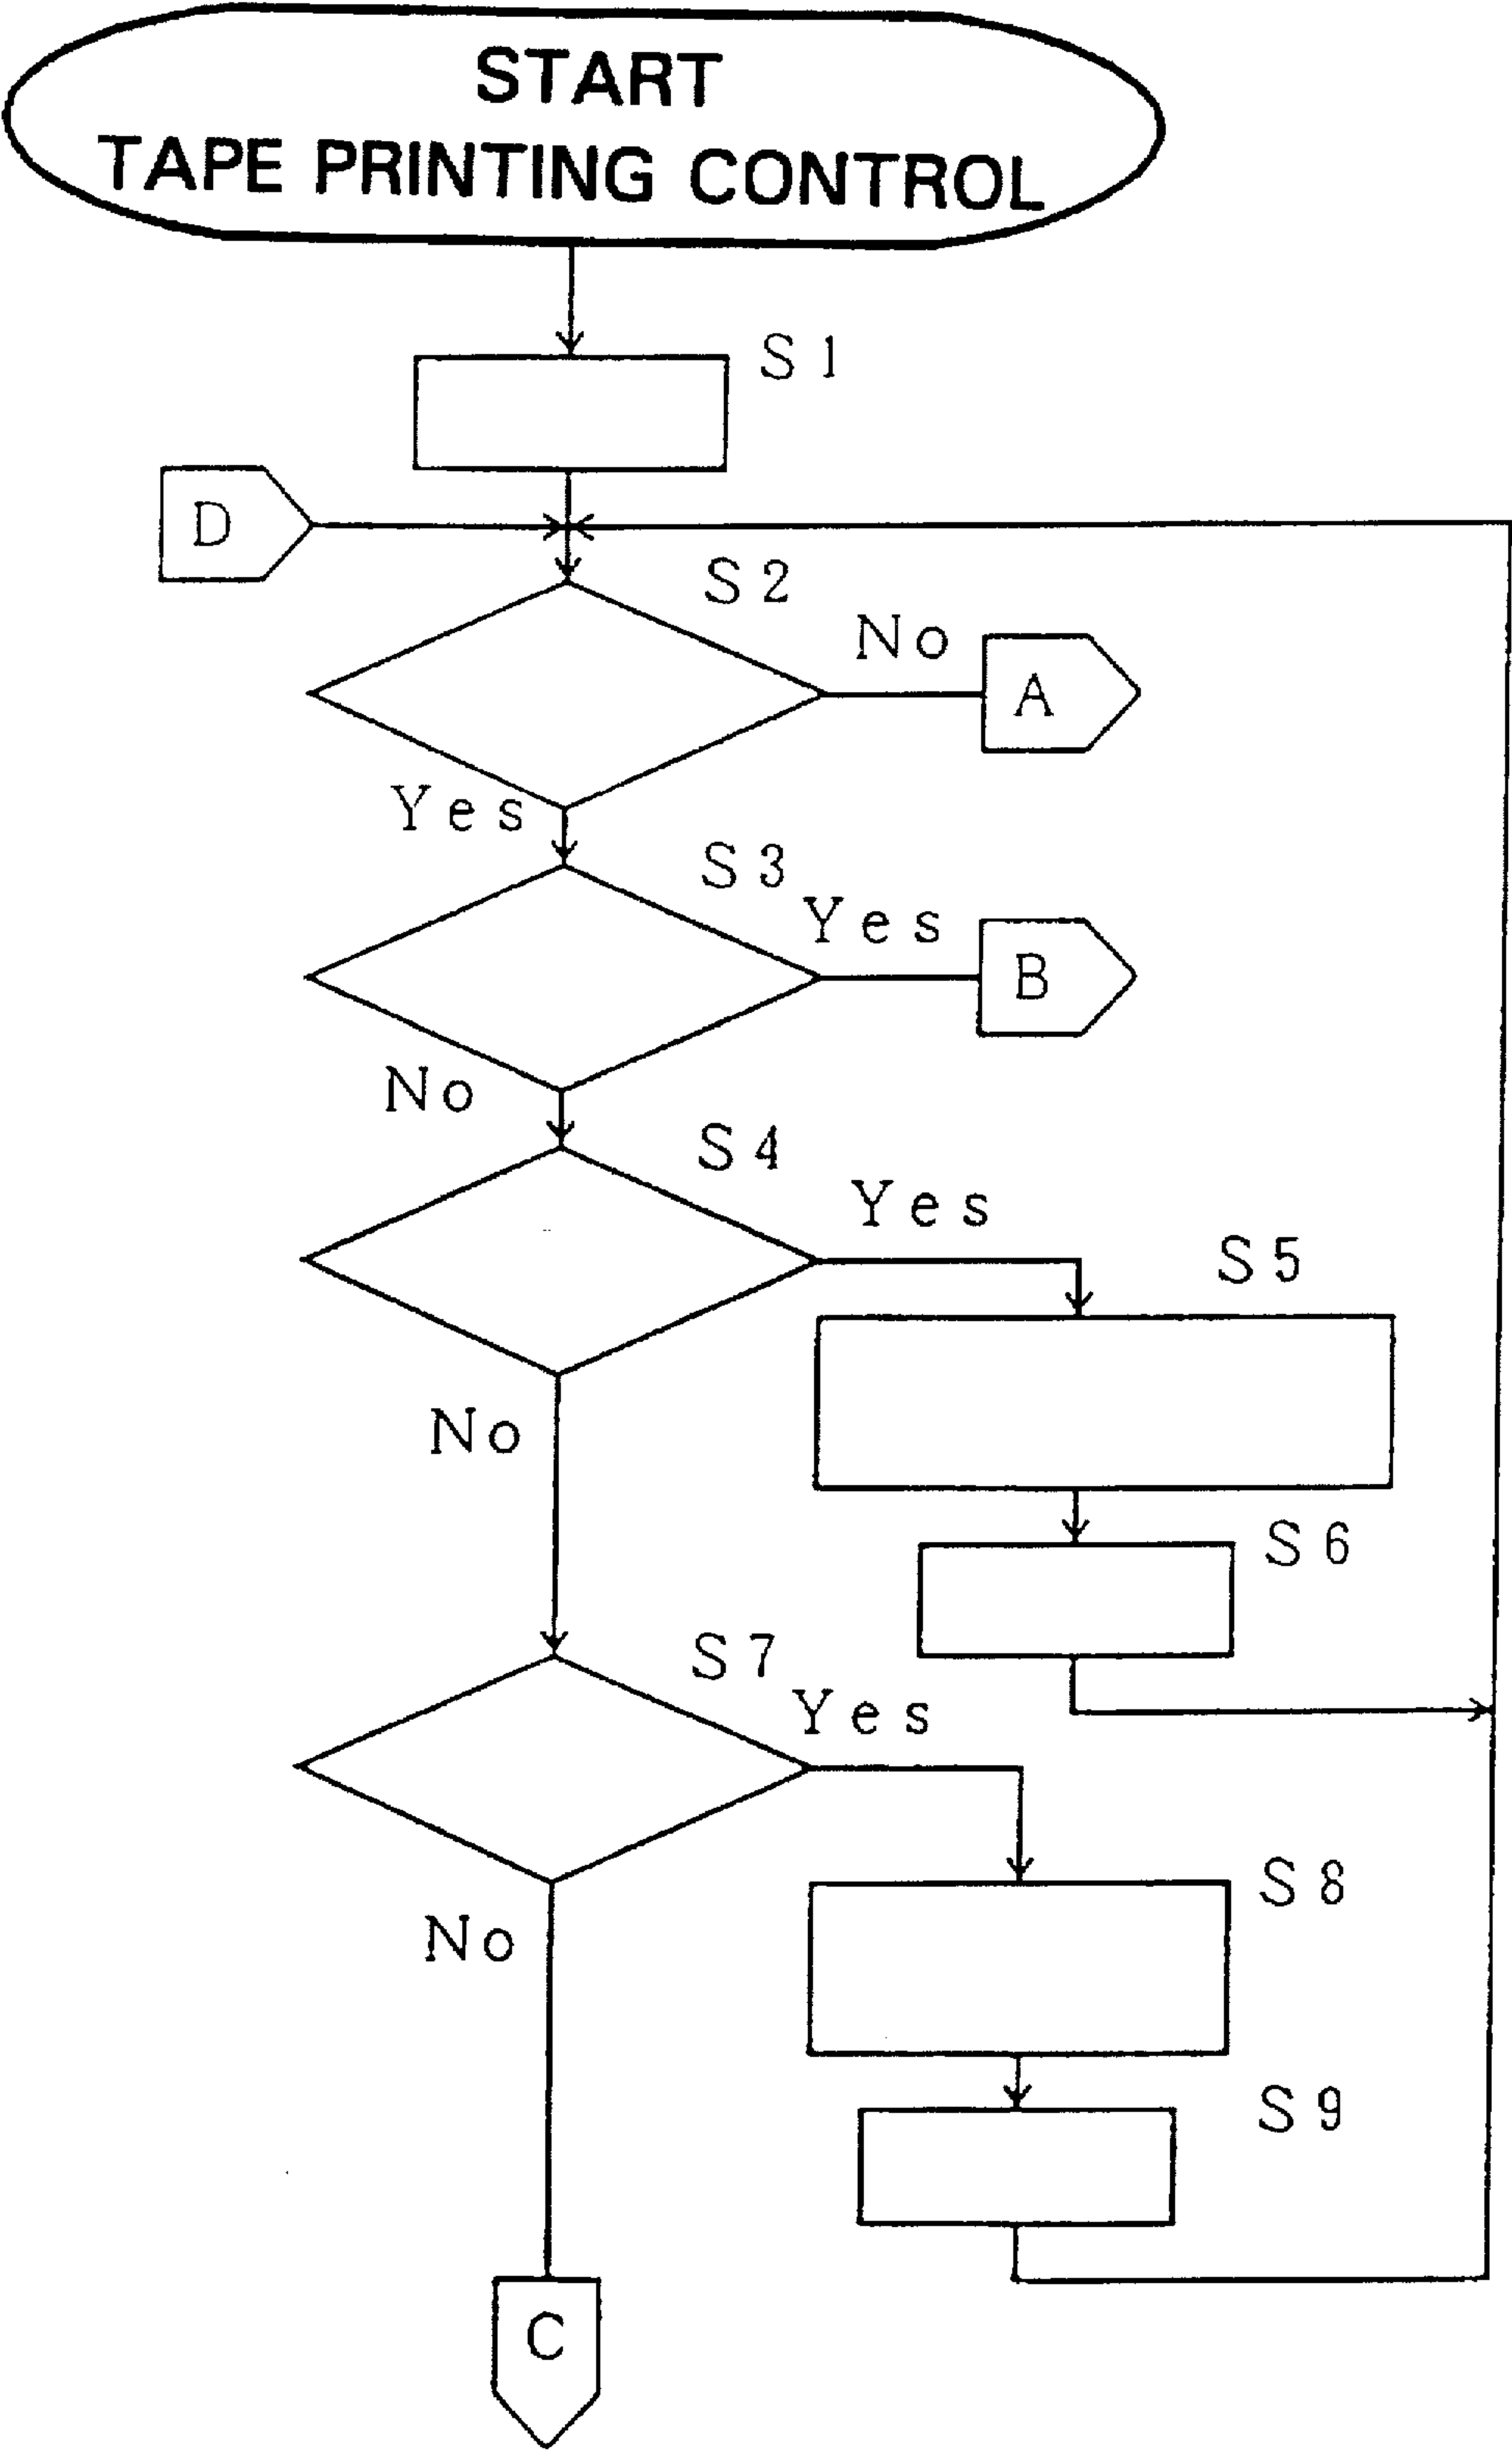 START
TAPE PRINTING CONTROL
S1
D
S2
No
A
Yes
S3
Yes
B
No
S4
Yes
S5
No
S6
S7
Yes
S8
No
S9
C